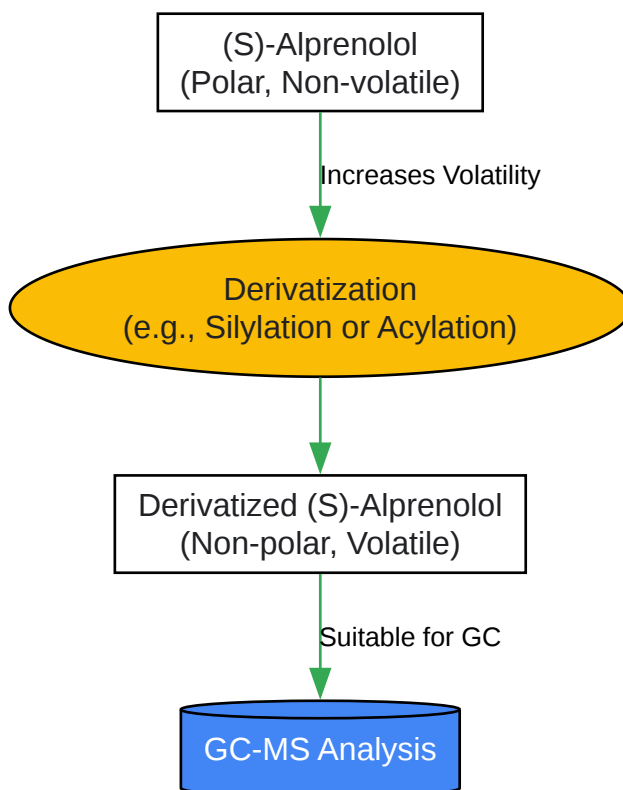 (S)-Alprenolol
(Polar, Non-volatile)
Increases Volatility
Derivatization
(e.g., Silylation or Acylation)
Derivatized (S)-Alprenolol
(Non-polar, Volatile)
Suitable for GC
GC-MS Analysis